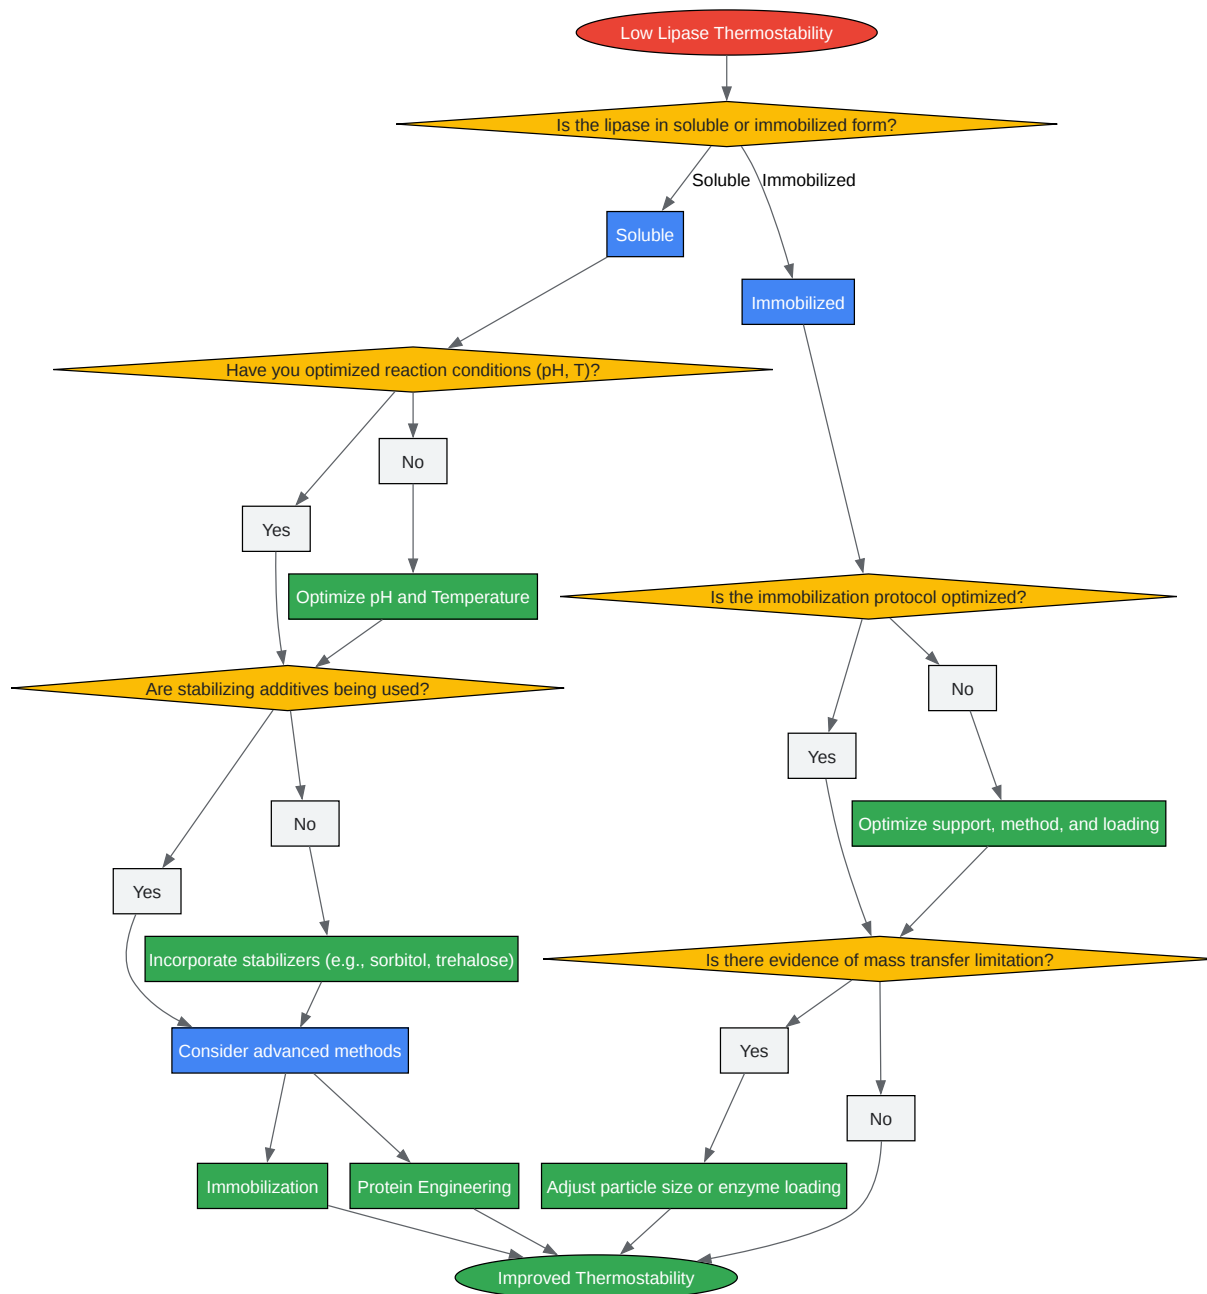 Low Lipase Thermostability
Is the lipase in soluble or immobilized form?
Soluble
Immobilized
Soluble
Immobilized
Have you optimized reaction conditions (pH, T)?
No
Yes
Optimize pH and Temperature
Is the immobilization protocol optimized?
Are stabilizing additives being used?
No
Yes
No
Optimize support, method, and loading
Yes
Incorporate stabilizers (e.g., sorbitol, trehalose)
Is there evidence of mass transfer limitation?
Consider advanced methods
Yes
No
Immobilization
Protein Engineering
Adjust particle size or enzyme loading
Improved Thermostability